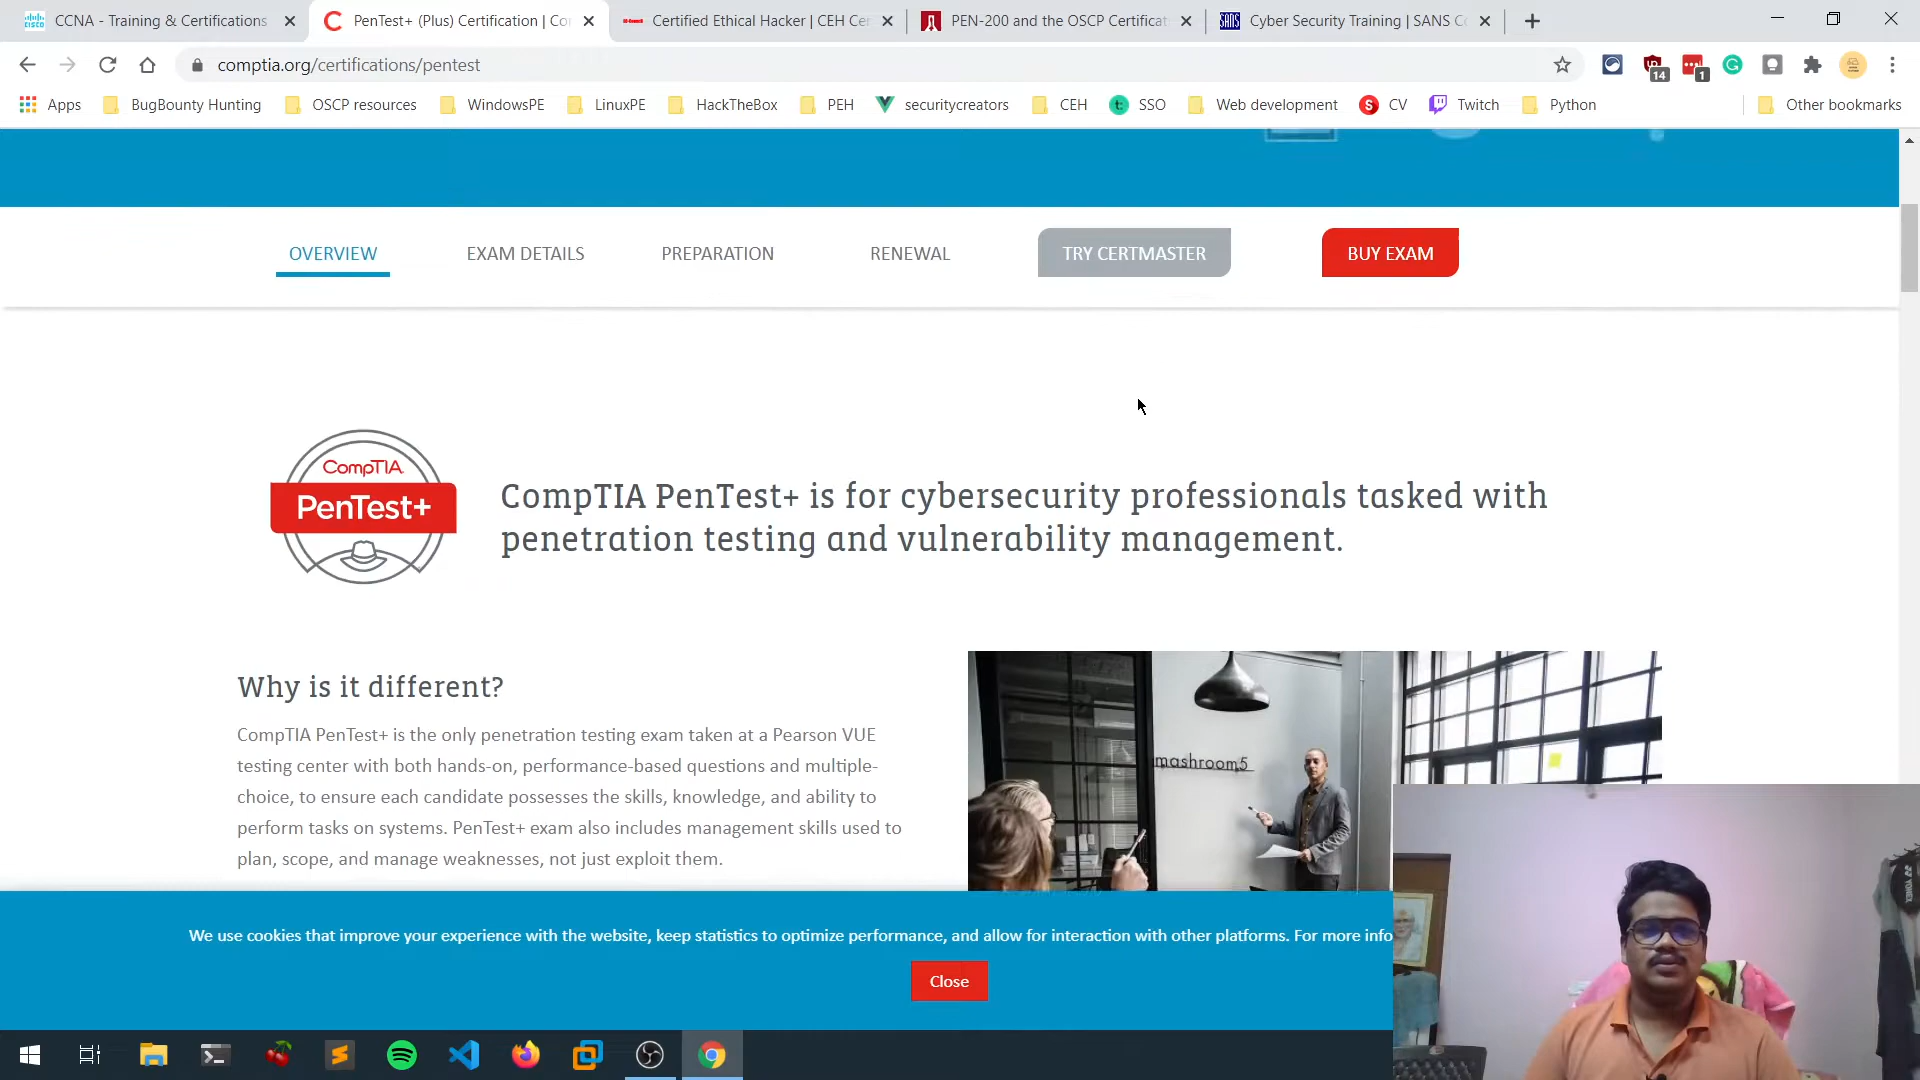 CCNA - Training & Certifications
PenTest+ (Plus) Certification | Co
Certified Ethical Hacker | CEH Cer
PEN-200 and the OSCP Certificat
Cyber Security Training | SANS C
comptia.org/certifications/pentest
14
1
Apps
BugBounty Hunting
OSCP resources
WindowsPE
LinuxPE
HackTheBox
PEH
securitycreators
CEH
SSO
Web development
CV
Twitch
Python
Other bookmarks
OVERVIEW
EXAM DETAILS
PREPARATION
RENEWAL
TRY CERTMASTER
BUY EXAM
CompTIA
PenTest+
CompTIA PenTest+ is for cybersecurity professionals tasked with
penetration testing and vulnerability management.
Why is it different?
CompTIA PenTest+ is the only penetration testing exam taken at a Pearson VUE
testing center with both hands-on, performance-based questions and multiple-
choice, to ensure each candidate possesses the skills, knowledge, and ability to
perform tasks on systems. PenTest+ exam also includes management skills used to
plan, scope, and manage weaknesses, not just exploit them.
mashroom5
We use cookies that improve your experience with the website, keep statistics to optimize performance, and allow for interaction with other platforms. For more info
Close
YONEX